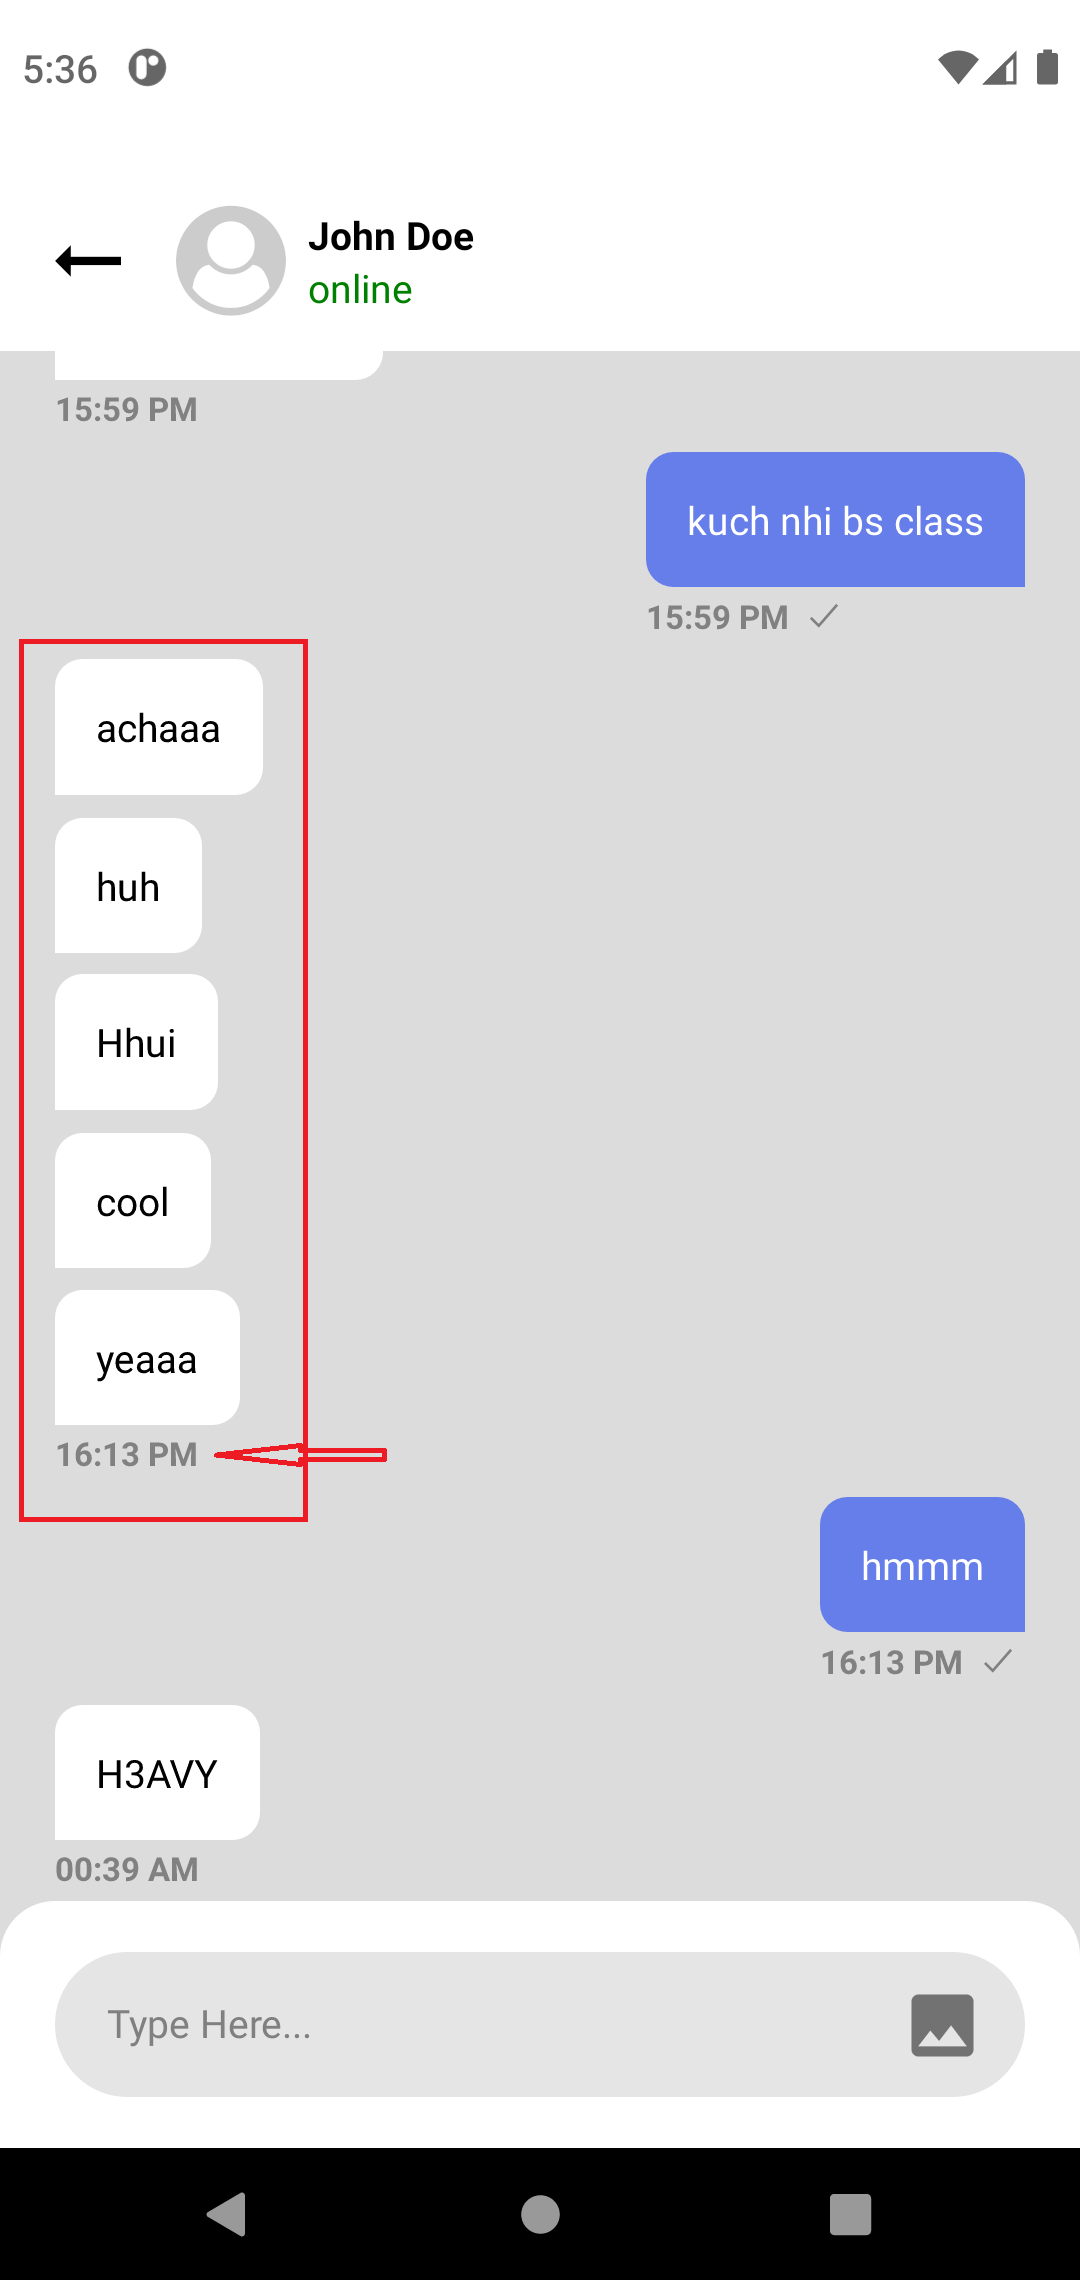 5:36
John Doe
online
15:59 PM
kuch nhi bs class
15:59 PM
achaaa
huh
Hhui
cool
yeaaa
16:13 PM
hmmm
16:13 PM
H3AVY
00:39 AM
Type Here...